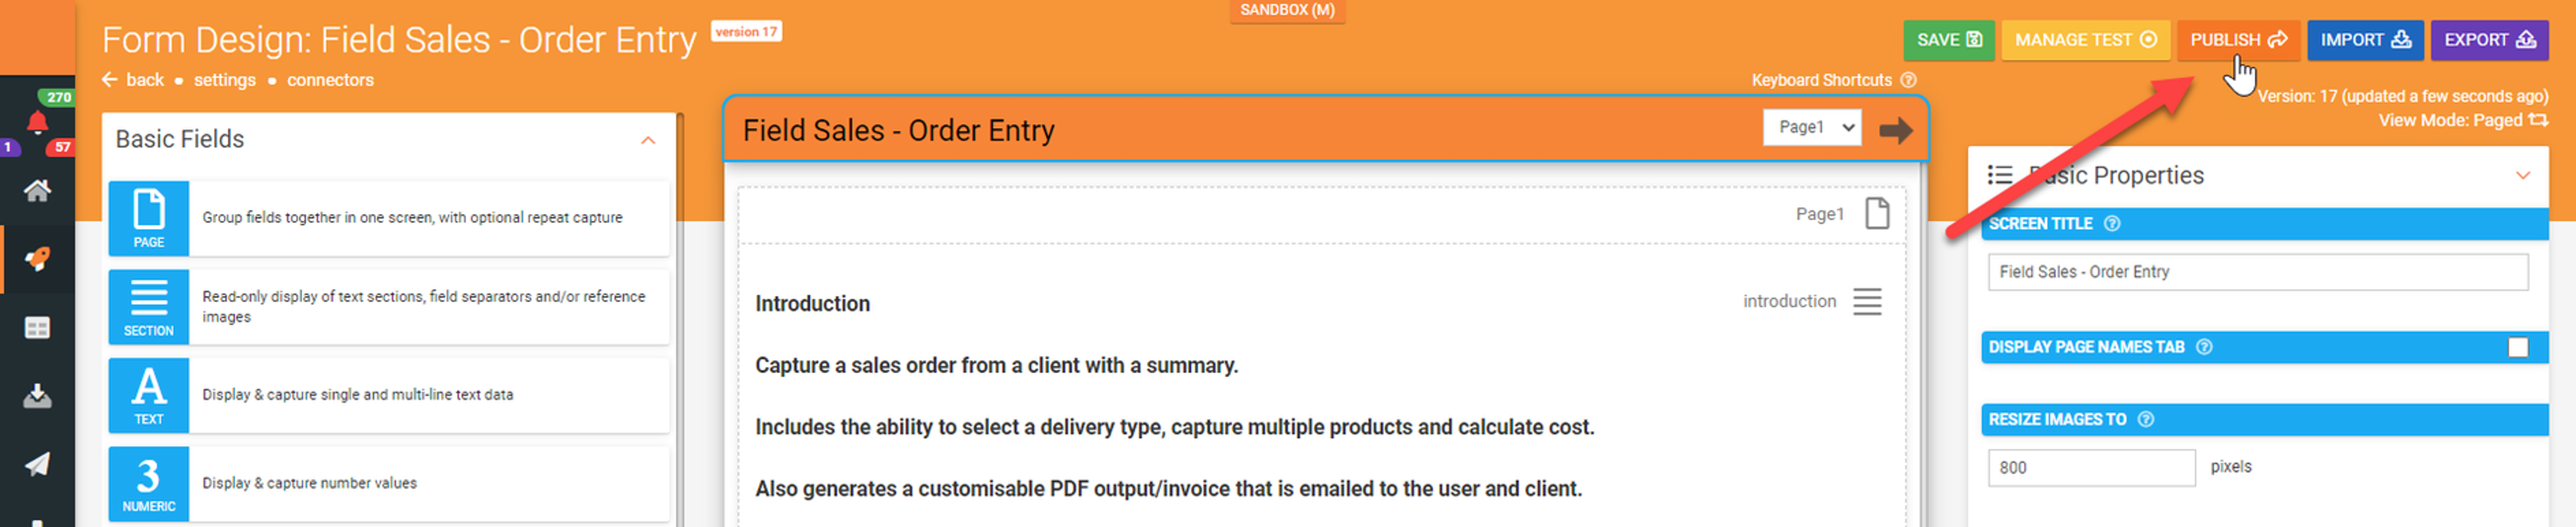 SANDBOX (M)
Form Design: Field Sales - Order Entry version 17
SAVE MANAGE TEST PUBLISH IMPORT EXPORT
back • settings • connectors
Keyboard Shortcuts
Version: 17 (updated a few seconds ago)
View Mode: Paged
270
1 57
Basic Fields
PAGE
Group fields together in one screen, with optional repeat capture
SECTION
Read-only display of text sections, field separators and/or reference
images
A
TEXT
Display & capture single and multi-line text data
3
NUMERIC
Display & capture number values
Field Sales - Order Entry Page1
Page1
Introduction introduction
Capture a sales order from a client with a summary.
Includes the ability to select a delivery type, capture multiple products and calculate cost.
Also generates a customisable PDF output/invoice that is emailed to the user and client.
Properties
SCREEN TITLE
Field Sales - Order Entry
DISPLAY PAGE NAMES TAB
RESIZE IMAGES TO
800 pixels